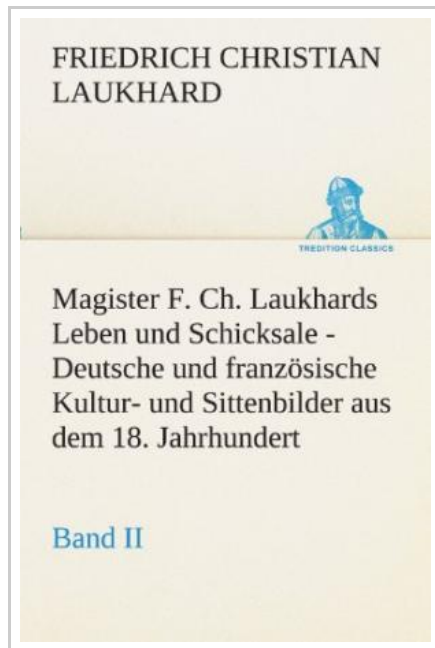 FRIEDRICH CHRISTIAN
LAUKHARD
TREDITION CLASSICS
Magister F. Ch. Laukhards
Leben und Schicksale -
Deutsche und französische
Kultur- und Sittenbilder aus
dem 18. Jahrhundert
Band II